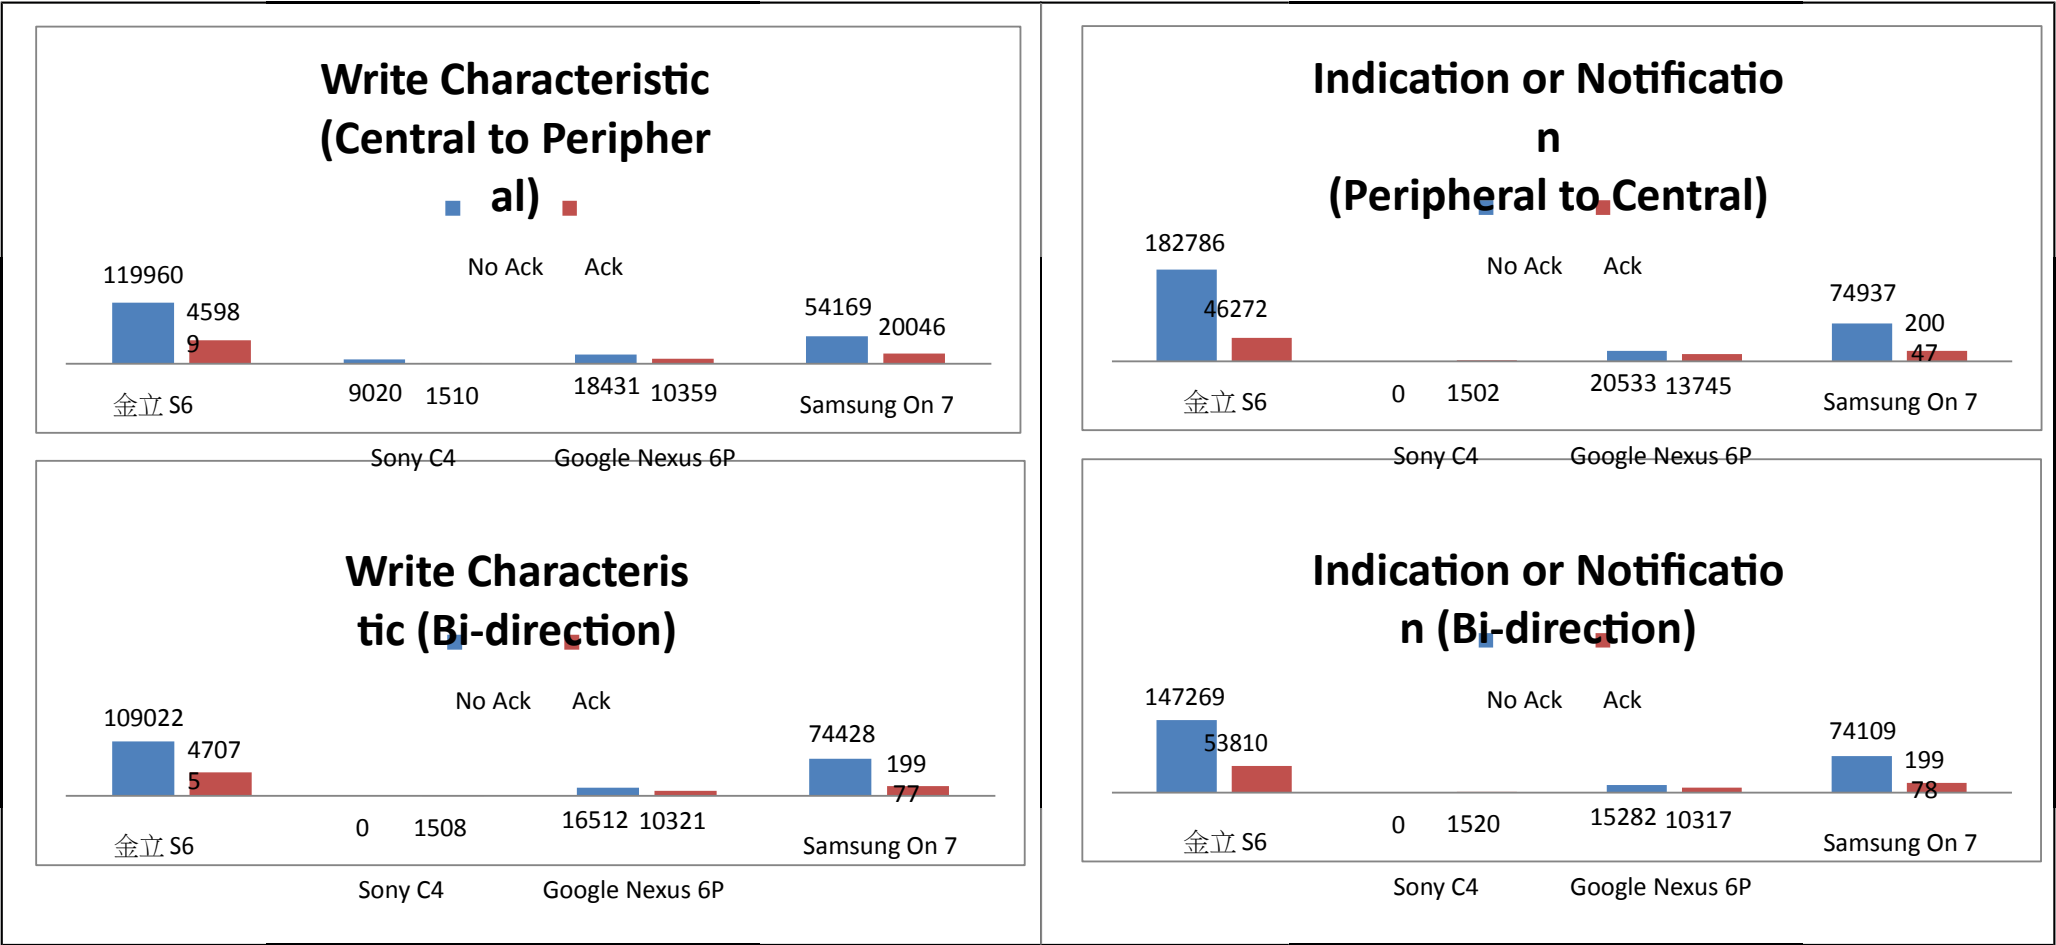 Write Characteristic
(Central to Peripher
al)
No Ack Ack
119960
4598
9
9020 1510
18431 10359
54169
20046
金立 S6
Sony C4
Google Nexus 6P
Samsung On 7
Indication or Notificatio
n
(Peripheral to Central)
No Ack Ack
182786
46272
0 1502
20533 13745
74937
200
47
金立 S6
Sony C4
Google Nexus 6P
Samsung On 7
Write Characteris
tic (Bi-direction)
No Ack Ack
109022
4707
5
0 1508
16512 10321
74428
199
77
金立 S6
Sony C4
Google Nexus 6P
Samsung On 7
Indication or Notificatio
n (Bi-direction)
No Ack Ack
147269
53810
0 1520
15282 10317
74109
199
78
金立 S6
Sony C4
Google Nexus 6P
Samsung On 7